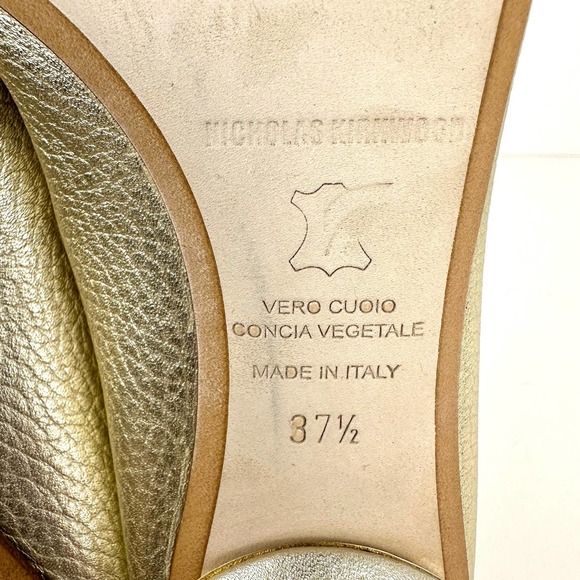 NICHOLAS KIRKWOOD
VERO CUOIO
CONCIA VEGETALE
MADE IN ITALY
37½